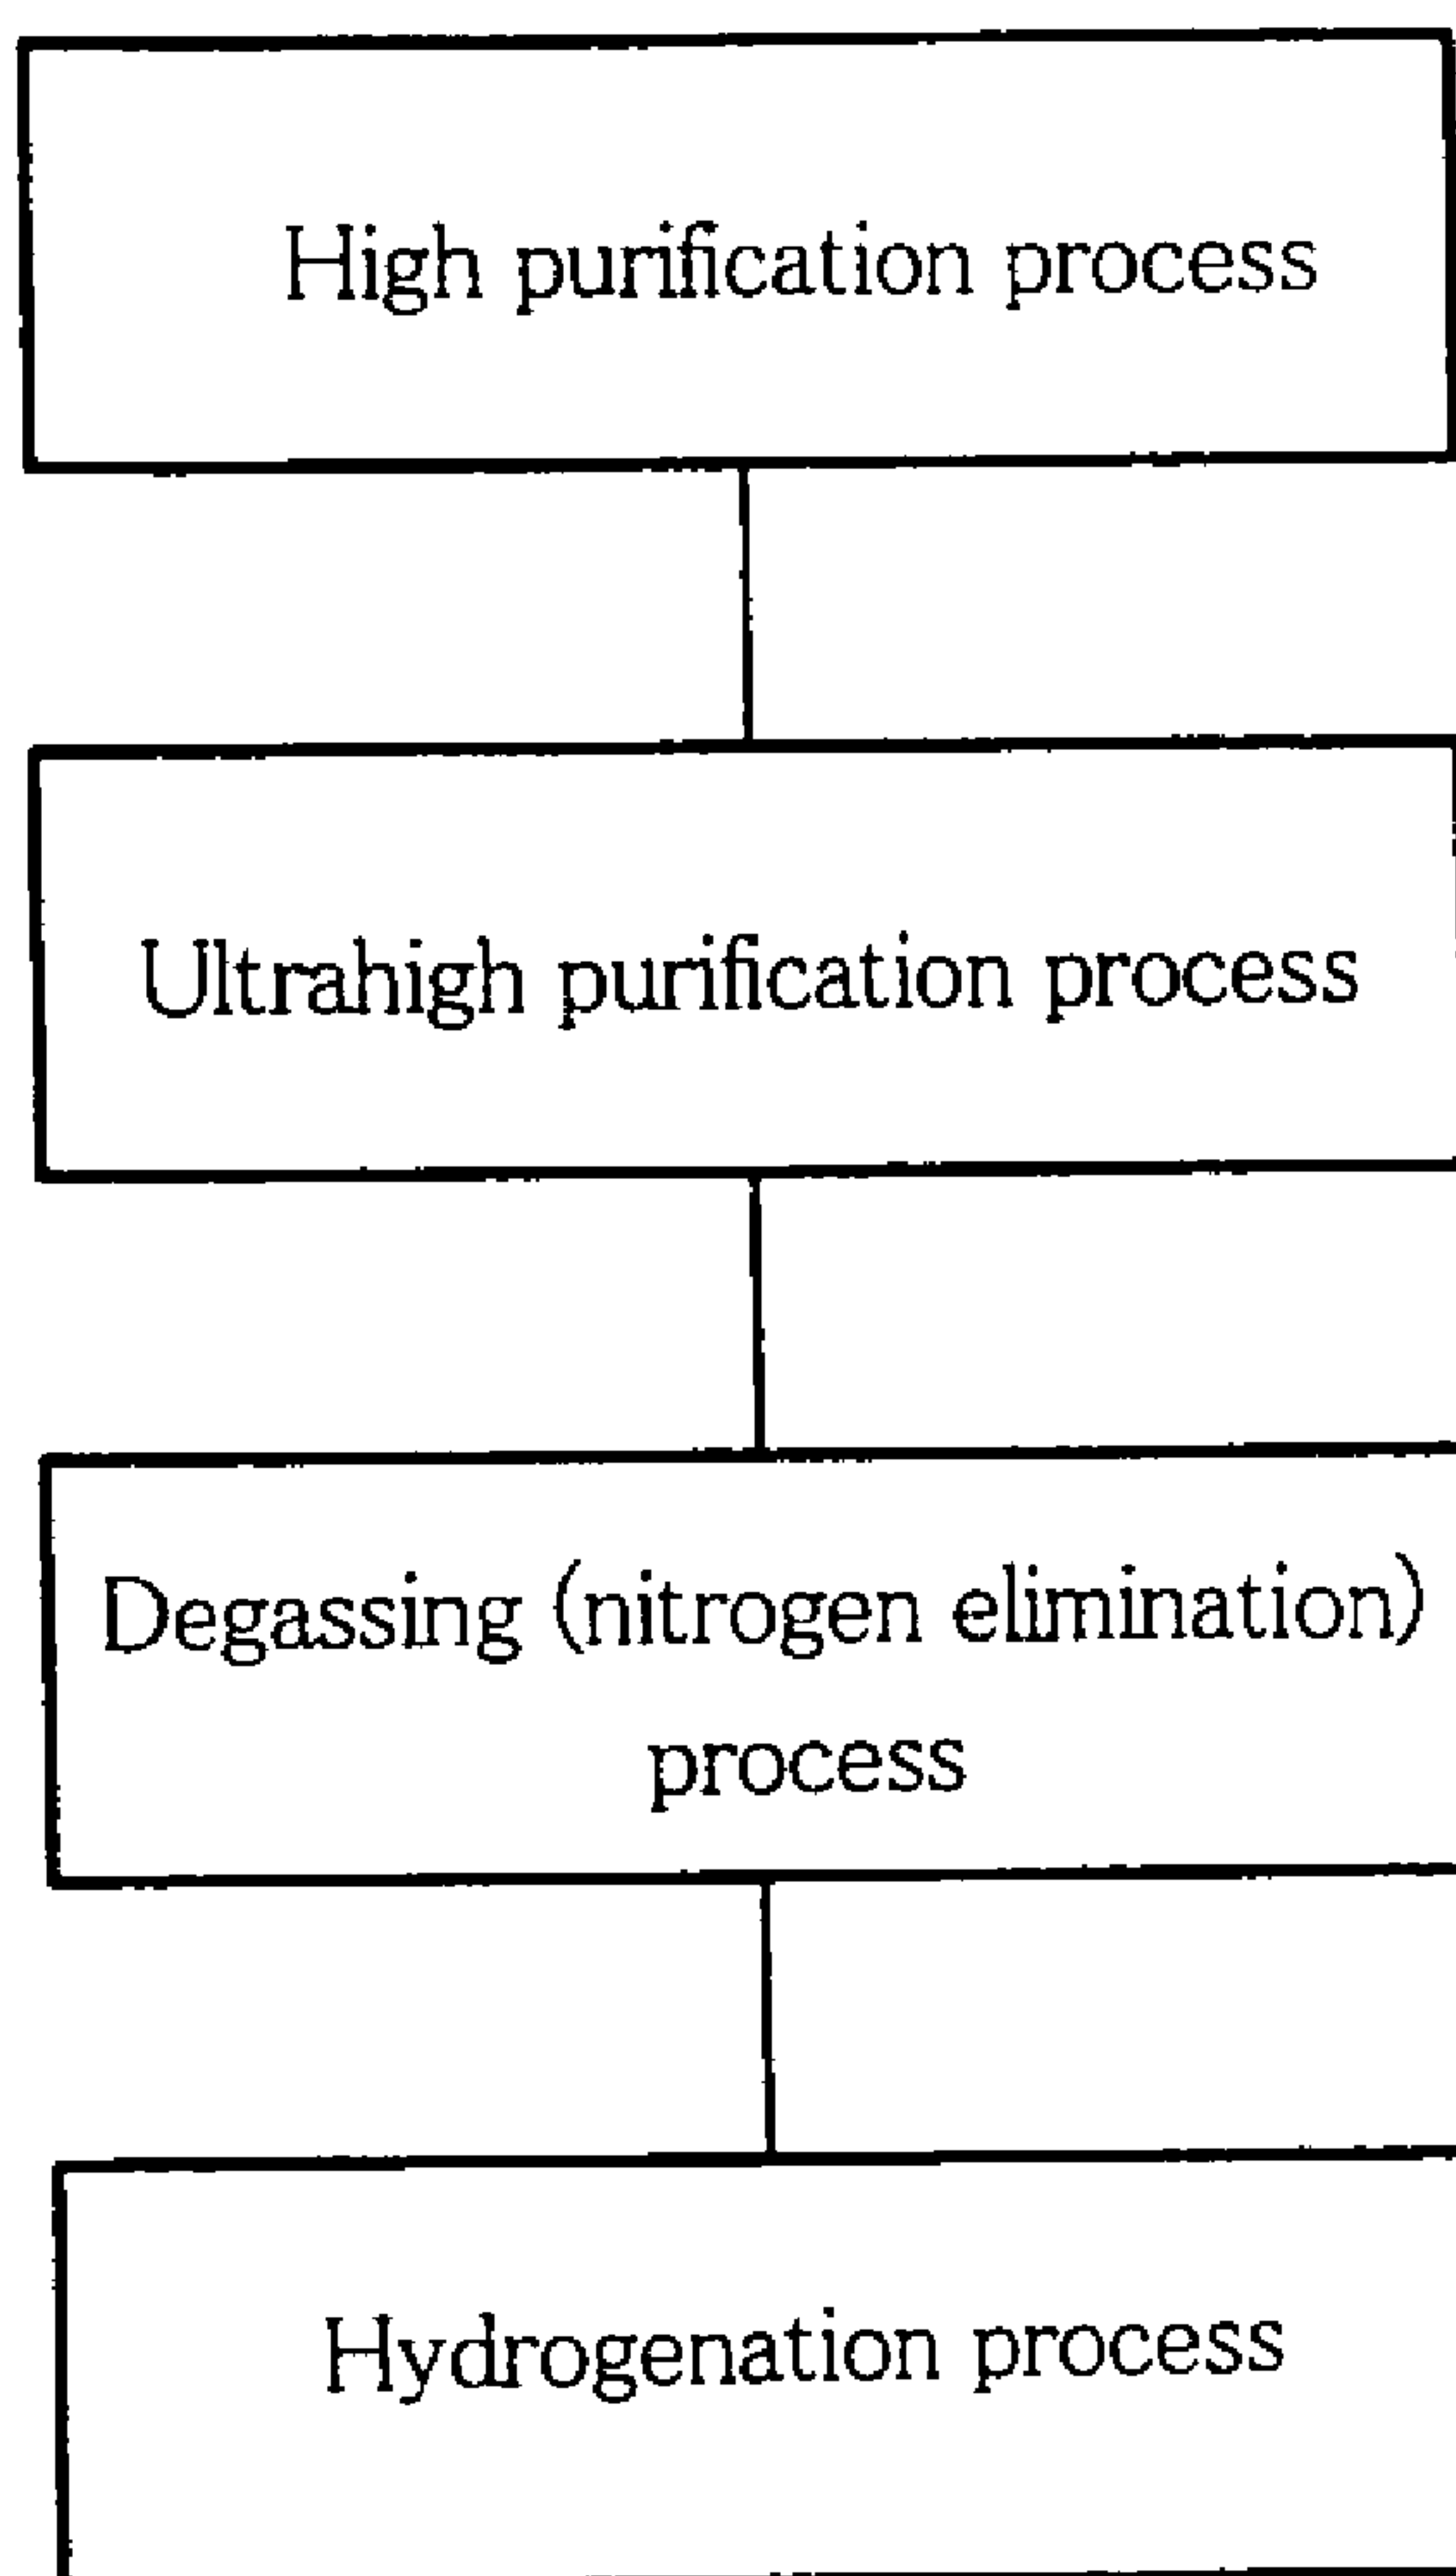 High purification process
Ultrahigh purification process
Degassing (nitrogen elimination)
process
Hydrogenation process